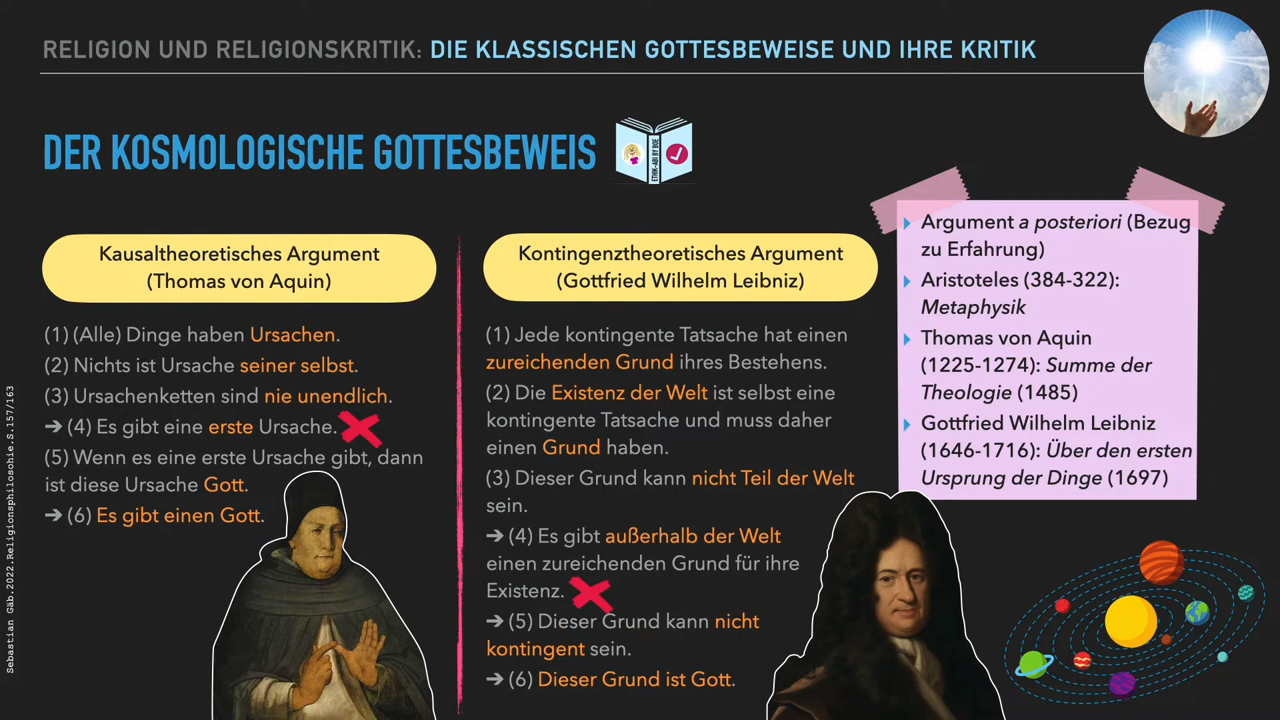 RELIGION UND RELIGIONSKRITIK: DIE KLASSISCHEN GOTTESBEWEISE UND IHRE KRITIK
DER KOSMOLOGISCHE GOTTESBEWEIS
ETHIK-ABI BY BOE
Kausaltheoretisches Argument
(Thomas von Aquin)
(1) (Alle) Dinge haben Ursachen.
(2) Nichts ist Ursache seiner selbst.
(3) Ursachenketten sind nie unendlich.
➔ (4) Es gibt eine erste Ursache.
(5) Wenn es eine erste Ursache gibt, dann
ist diese Ursache Gott.
➔ (6) Es gibt einen Gott.
Kontingenztheoretisches Argument
(Gottfried Wilhelm Leibniz)
(1) Jede kontingente Tatsache hat einen
zureichenden Grund ihres Bestehens.
(2) Die Existenz der Welt ist selbst eine
kontingente Tatsache und muss daher
einen Grund haben.
(3) Dieser Grund kann nicht Teil der Welt
sein.
➔ (4) Es gibt außerhalb der Welt
einen zureichenden Grund für ihre
Existenz.
➔ (5) Dieser Grund kann nicht
kontingent sein.
➔ (6) Dieser Grund ist Gott.
Argument a posteriori (Bezug
zu Erfahrung)
Aristoteles (384-322):
Metaphysik
Thomas von Aquin
(1225-1274): Summe der
Theologie (1485)
Gottfried Wilhelm Leibniz
(1646-1716): Über den ersten
Ursprung der Dinge (1697)
Sebastian Gäb.2022.Religionsphilosohie.S.157/163